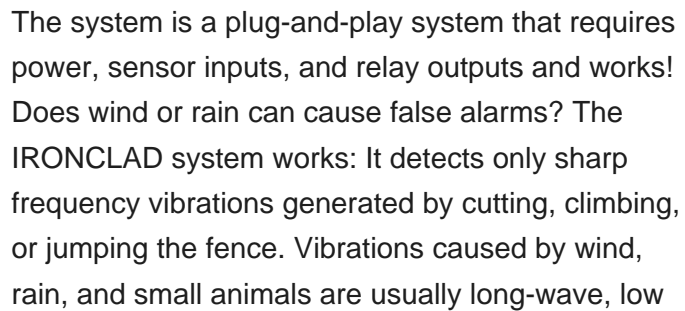 The system is a plug-and-play system that requires
power, sensor inputs, and relay outputs and works!
Does wind or rain can cause false alarms? The
IRONCLAD system works: It detects only sharp
frequency vibrations generated by cutting, climbing,
or jumping the fence. Vibrations caused by wind,
rain, and small animals are usually long-wave, low